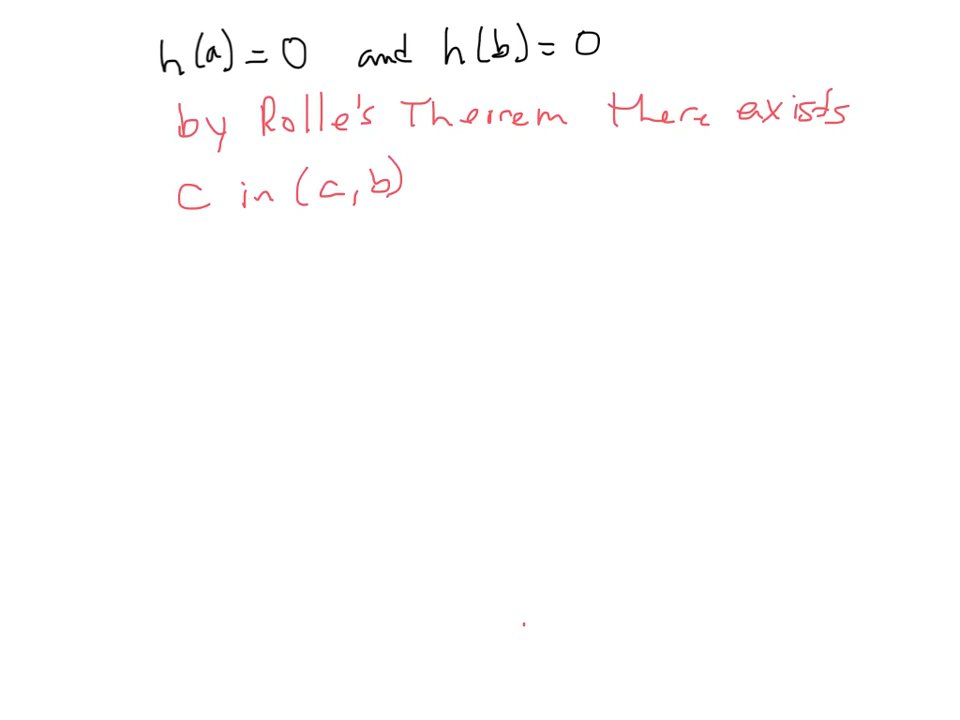 h(a) = 0 and h(b) = 0
by Rolle's Theorem there exists
c in (a, b)